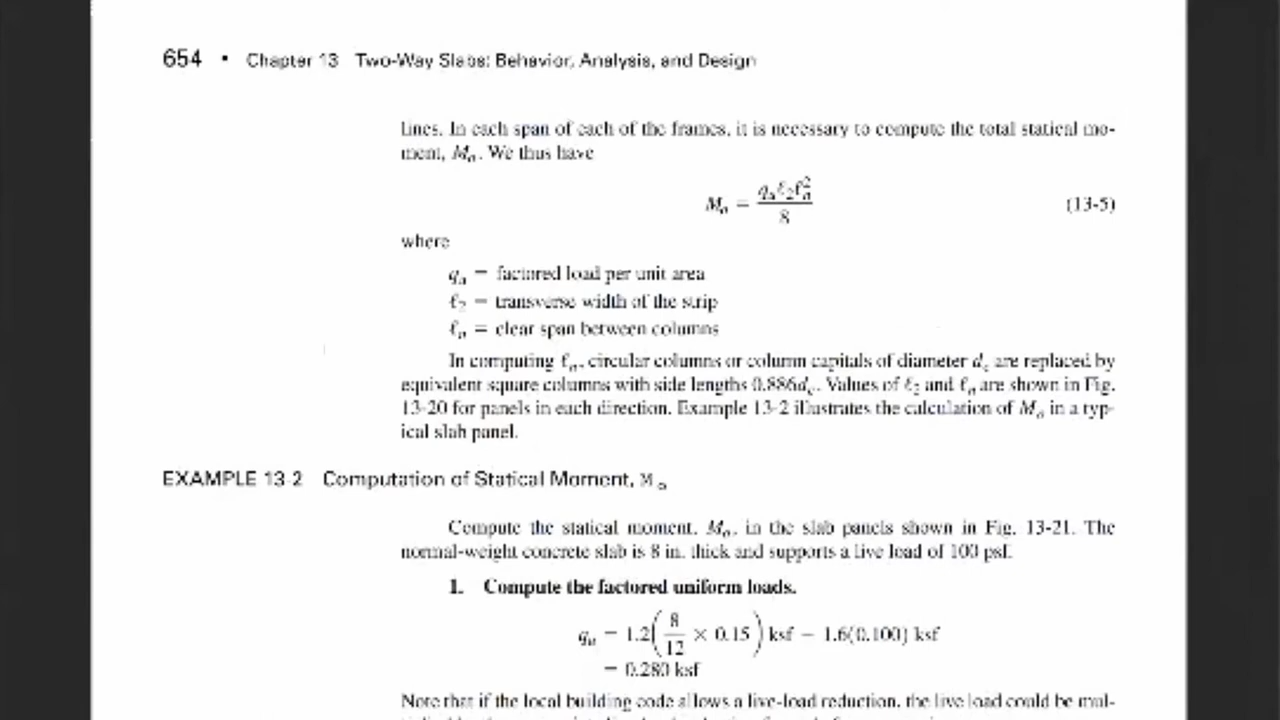 654 • Chapter 13 Two-Way Slabs: Behavior, Analysis, and Design
lines. In each span of each of the frames, it is necessary to compute the total statical mo-
ment, Mₒ. We thus have
Mₒ = qᵤℓ₂ℓₙ² / 8 (13-5)
where
qᵤ = factored load per unit area
ℓ₂ = transverse width of the strip
ℓₙ = clear span between columns
In computing ℓₙ, circular columns or column capitals of diameter d_c are replaced by
equivalent square columns with side lengths 0.886d_c. Values of ℓ₂ and ℓₙ are shown in Fig.
13-20 for panels in each direction. Example 13-2 illustrates the calculation of Mₒ in a typ-
ical slab panel.
EXAMPLE 13-2 Computation of Statical Moment, Mₒ
Compute the statical moment, Mₒ, in the slab panels shown in Fig. 13-21. The
normal-weight concrete slab is 8 in. thick and supports a live load of 100 psf.
1. Compute the factored uniform loads.
qᵤ = 1.2(8/12 × 0.15) ksf + 1.6(0.100) ksf
= 0.280 ksf
Note that if the local building code allows a live-load reduction, the live load could be mul-